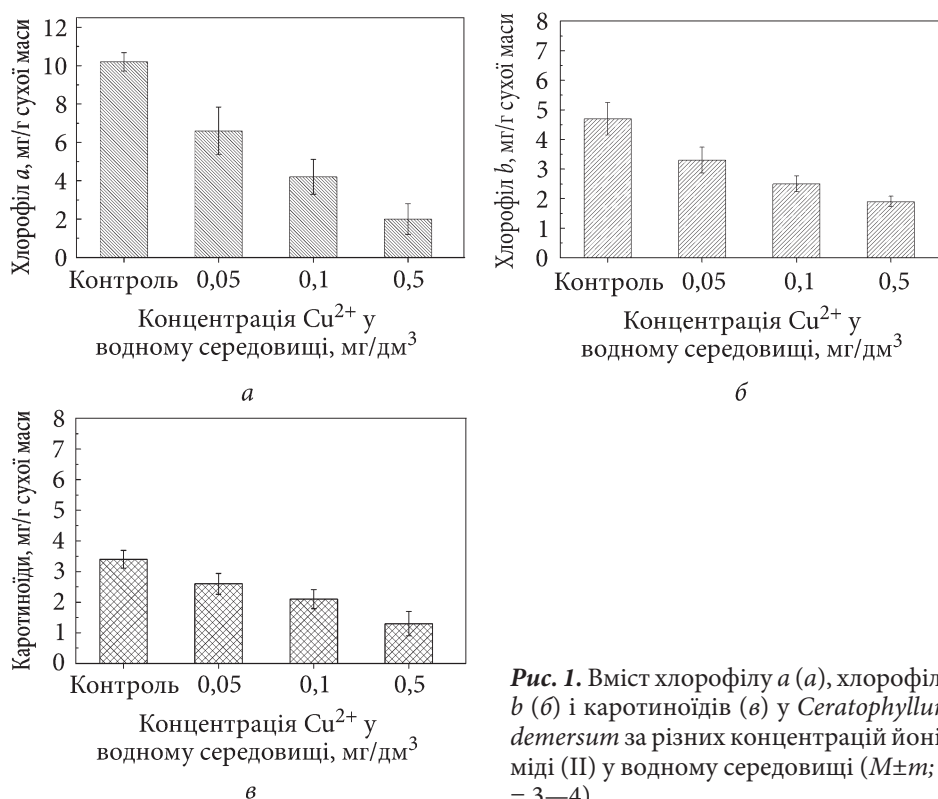 Хлорофіл a, мг/г сухої маси
12
10
8
6
4
2
0
Контроль 0,05 0,1 0,5
Концентрація Cu²⁺ у
водному середовищі, мг/дм³
а
Хлорофіл b, мг/г сухої маси
8
7
6
5
4
3
2
1
0
Контроль 0,05 0,1 0,5
Концентрація Cu²⁺ у
водному середовищі, мг/дм³
б
Каротиноїди, мг/г сухої маси
8
7
6
5
4
3
2
1
0
Контроль 0,05 0,1 0,5
Концентрація Cu²⁺ у
водному середовищі, мг/дм³
в
Рис. 1. Вміст хлорофілу a (а), хлорофіл
b (б) і каротиноїдів (в) у Ceratophyllu
demersum за різних концентрацій йоні
міді (ІІ) у водному середовищі (M±m;
= 3—4)